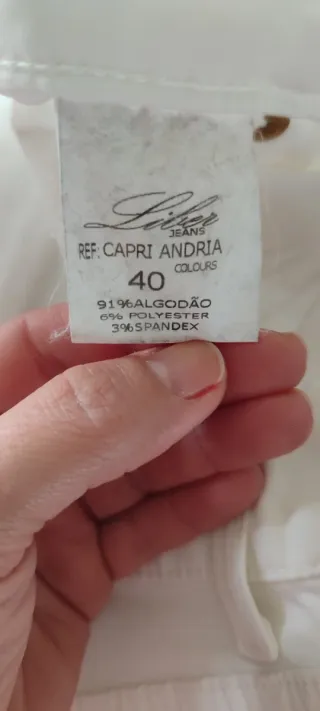 Liber
JEANS
REF: CAPRI ANDRIA
COLOURS
40
91%ALGODÃO
6% POLYESTER
3%SPANDEX